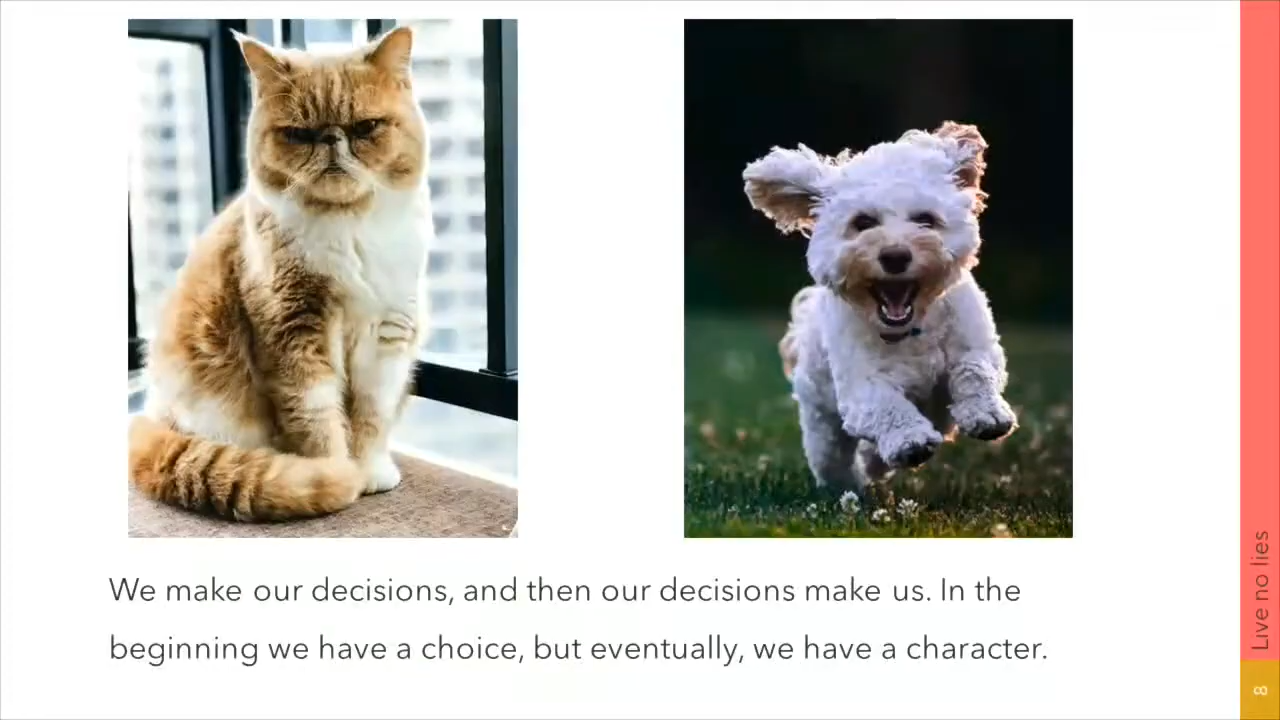 We make our decisions, and then our decisions make us. In the
beginning we have a choice, but eventually, we have a character.
Live no lies
8